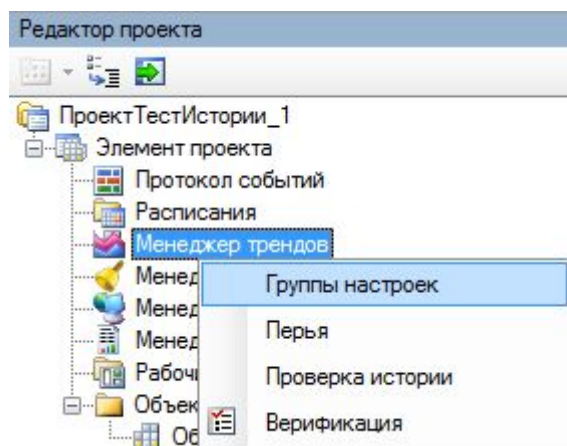 Редактор проекта
ПроектТестИстории_1
Элемент проекта
Протокол событий
Расписания
Менеджер трендов
Группы настроек
Перья
Проверка истории
Верификация